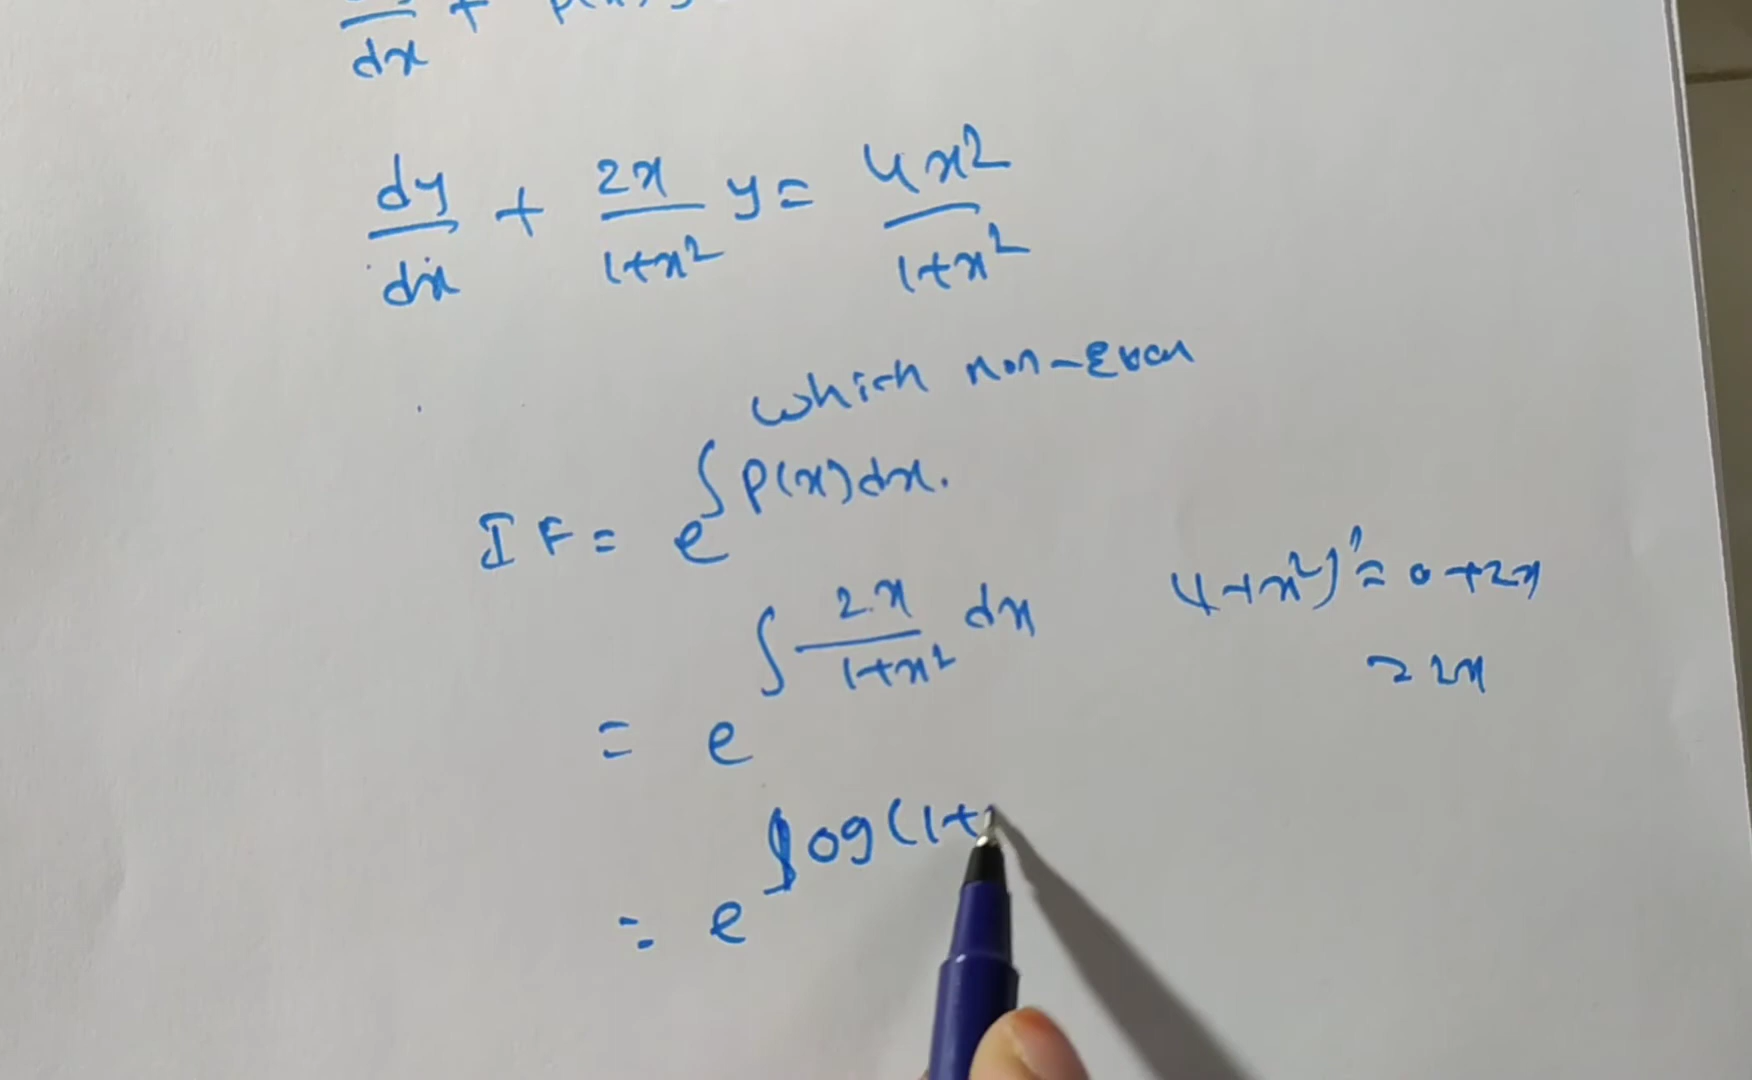 dx
dy/dx + 2x/1+x² y = 4x²/1+x²
which non-
IF = e^∫P(x)dx.
= e^∫ 2x/1+x² dx
(1+x²)' = 0+2x
= 2x
= e^log(1+